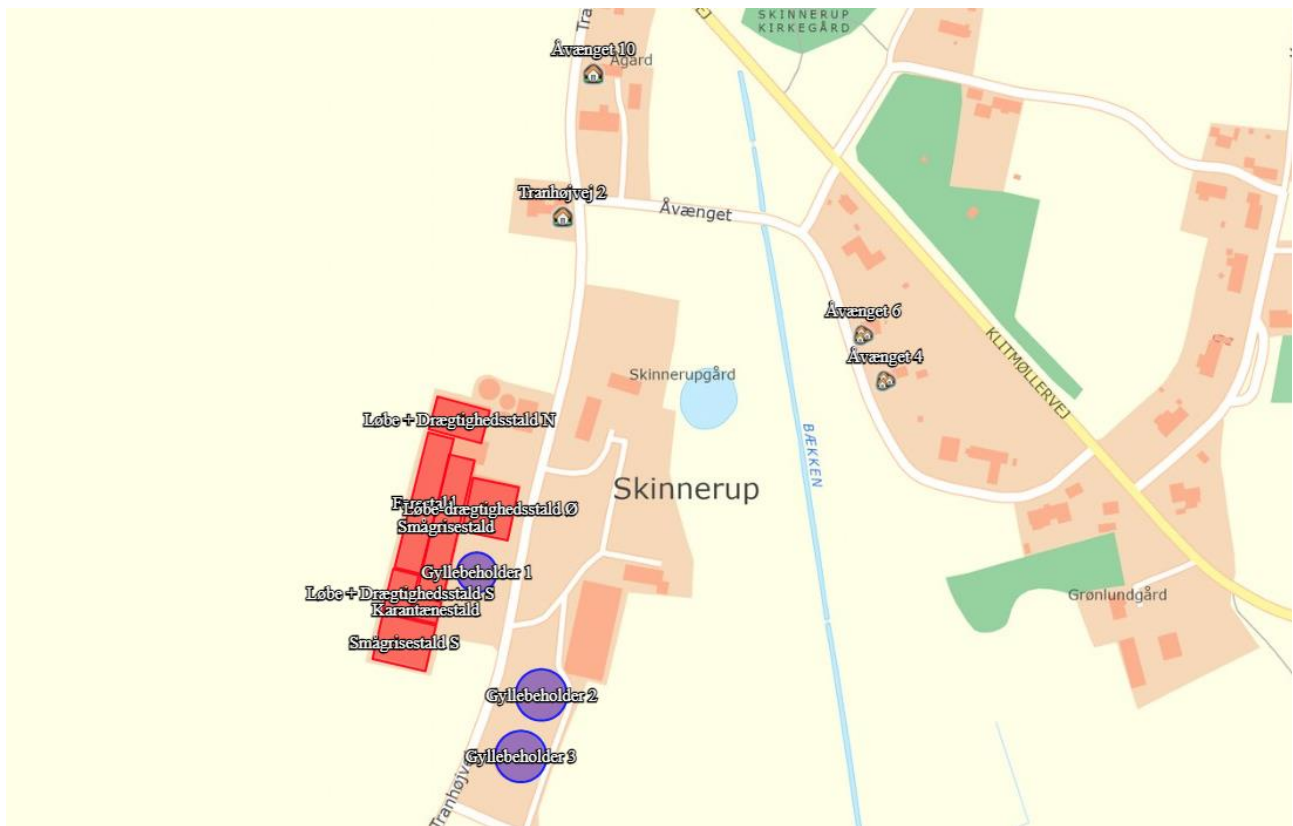 SKINNERUP
KIRKEGÅRD
Åvænget 10
Ågård
Tranhøjvej 2
Åvænget
Åvænget 6
KLITMØLLERVEJ
Åvænget 4
Skinnerupgård
Løbe + Drægtighedsstald N
BÆKKEN
Skinnerup
Løbe-drægtighedsstald Ø
Smågrisestald
Gyllebeholder 1
Løbe + Drægtighedsstald S
Grønlundgård
Karantænestald
Smågrisestald S
Gyllebeholder 2
Gyllebeholder 3